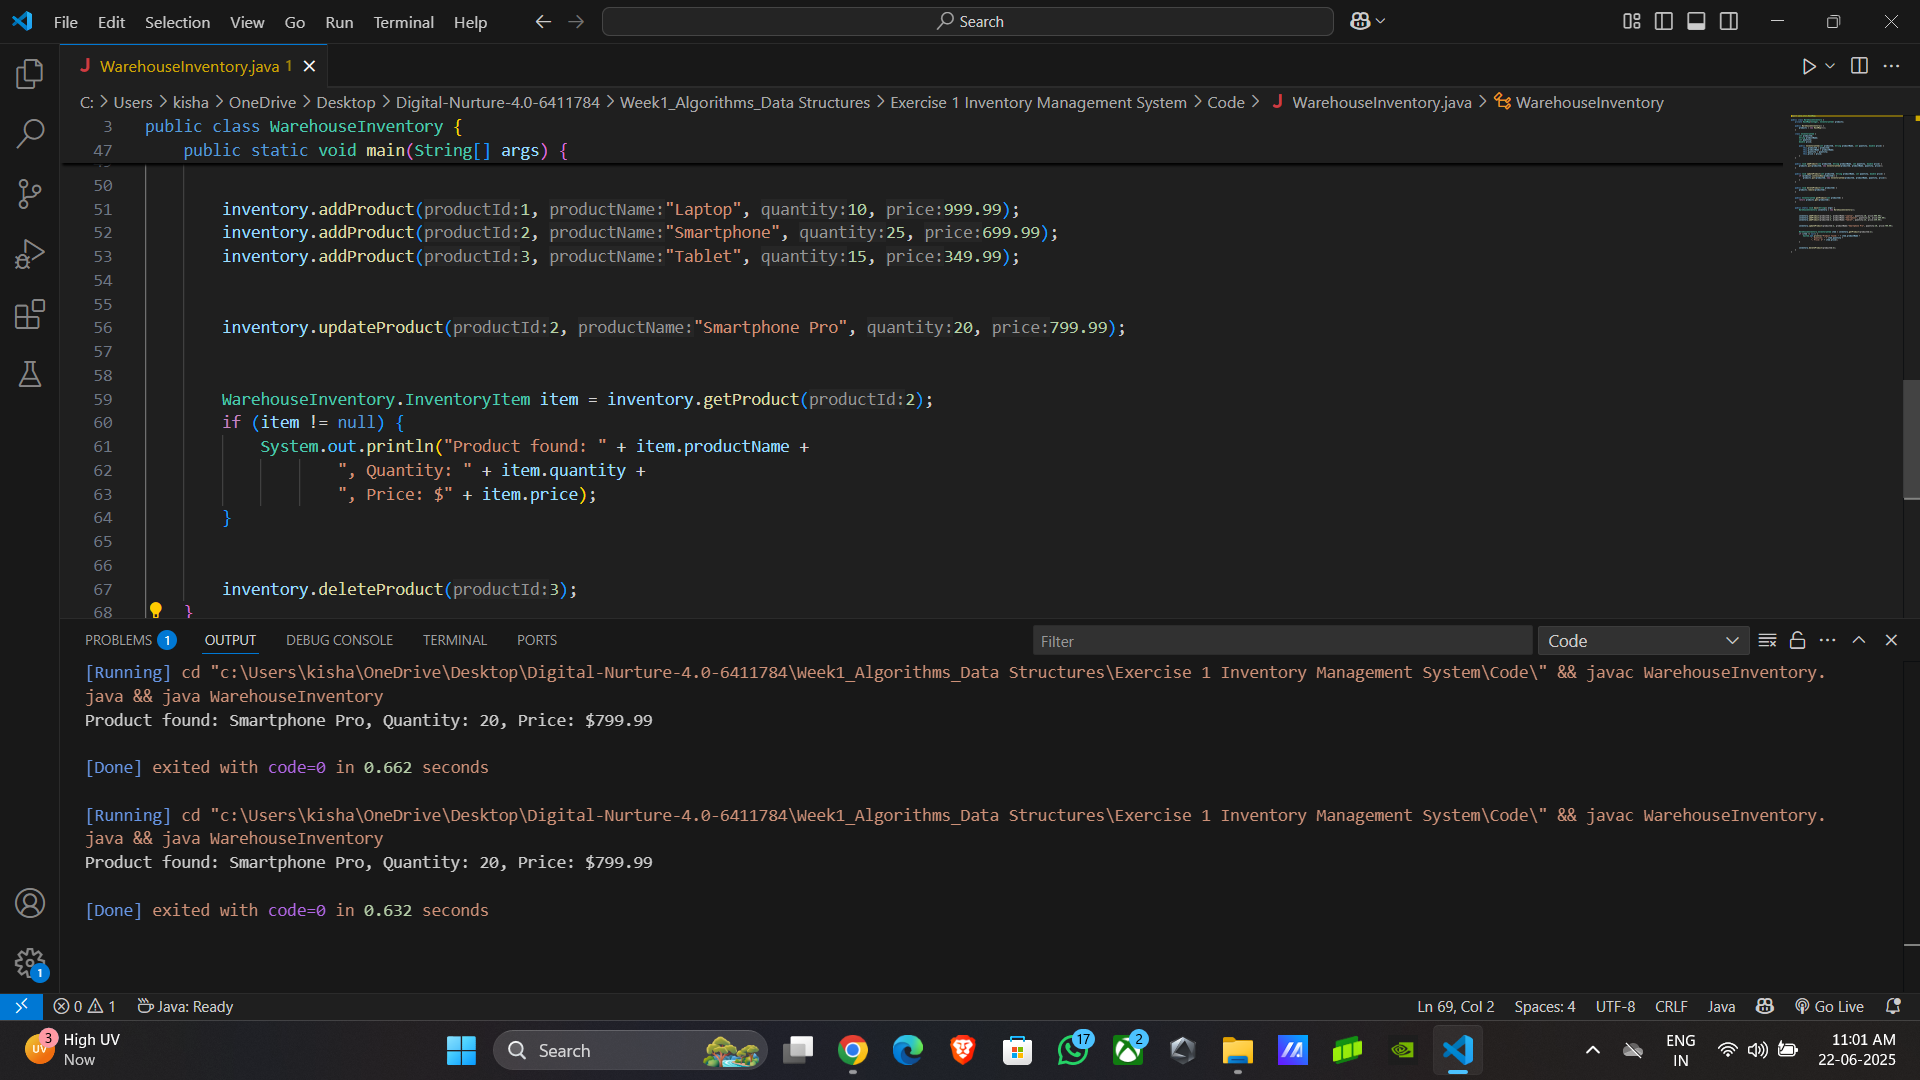 File Edit Selection View Go Run Terminal Help Search
J WarehouseInventory.java 1
C: > Users > kisha > OneDrive > Desktop > Digital-Nurture-4.0-6411784 > Week1_Algorithms_Data Structures > Exercise 1 Inventory Management System > Code > J WarehouseInventory.java > WarehouseInventory
3 public class WarehouseInventory {
47 public static void main(String[] args) {
50
51 inventory.addProduct(productId:1, productName:"Laptop", quantity:10, price:999.99);
52 inventory.addProduct(productId:2, productName:"Smartphone", quantity:25, price:699.99);
53 inventory.addProduct(productId:3, productName:"Tablet", quantity:15, price:349.99);
54
55
56 inventory.updateProduct(productId:2, productName:"Smartphone Pro", quantity:20, price:799.99);
57
58
59 WarehouseInventory.InventoryItem item = inventory.getProduct(productId:2);
60 if (item != null) {
61 System.out.println("Product found: " + item.productName +
62 ", Quantity: " + item.quantity +
63 ", Price: $" + item.price);
64 }
65
66
67 inventory.deleteProduct(productId:3);
68 }
PROBLEMS 1 OUTPUT DEBUG CONSOLE TERMINAL PORTS Filter Code
[Running] cd "c:\Users\kisha\OneDrive\Desktop\Digital-Nurture-4.0-6411784\Week1_Algorithms_Data Structures\Exercise 1 Inventory Management System\Code\" && javac WarehouseInventory.
java && java WarehouseInventory
Product found: Smartphone Pro, Quantity: 20, Price: $799.99
[Done] exited with code=0 in 0.662 seconds
[Running] cd "c:\Users\kisha\OneDrive\Desktop\Digital-Nurture-4.0-6411784\Week1_Algorithms_Data Structures\Exercise 1 Inventory Management System\Code\" && javac WarehouseInventory.
java && java WarehouseInventory
Product found: Smartphone Pro, Quantity: 20, Price: $799.99
[Done] exited with code=0 in 0.632 seconds
1
0 1 Java: Ready Ln 69, Col 2 Spaces: 4 UTF-8 CRLF Java Go Live
3 UV High UV
Now
Search
17
2
ENG
IN
11:01 AM
22-06-2025